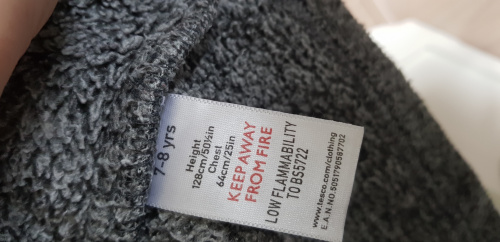 7-8 yrs
Height
128cm/50½in
Chest
64cm/25in
KEEP AWAY
FROM FIRE
LOW FLAMMABILITY
TO BS5722
www.tesco.com/clothing
E.A.N.NO.5051790587702